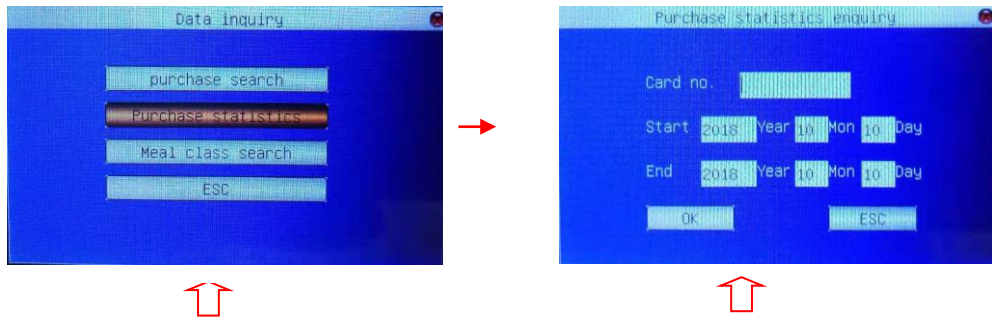 Data inquiry
purchase search
Purchase statistics
Meal class search
ESC
Purchase statistics enquiry
Card no.
Start 2018 Year 10 Mon 10 Day
End 2018 Year 10 Mon 10 Day
OK ESC